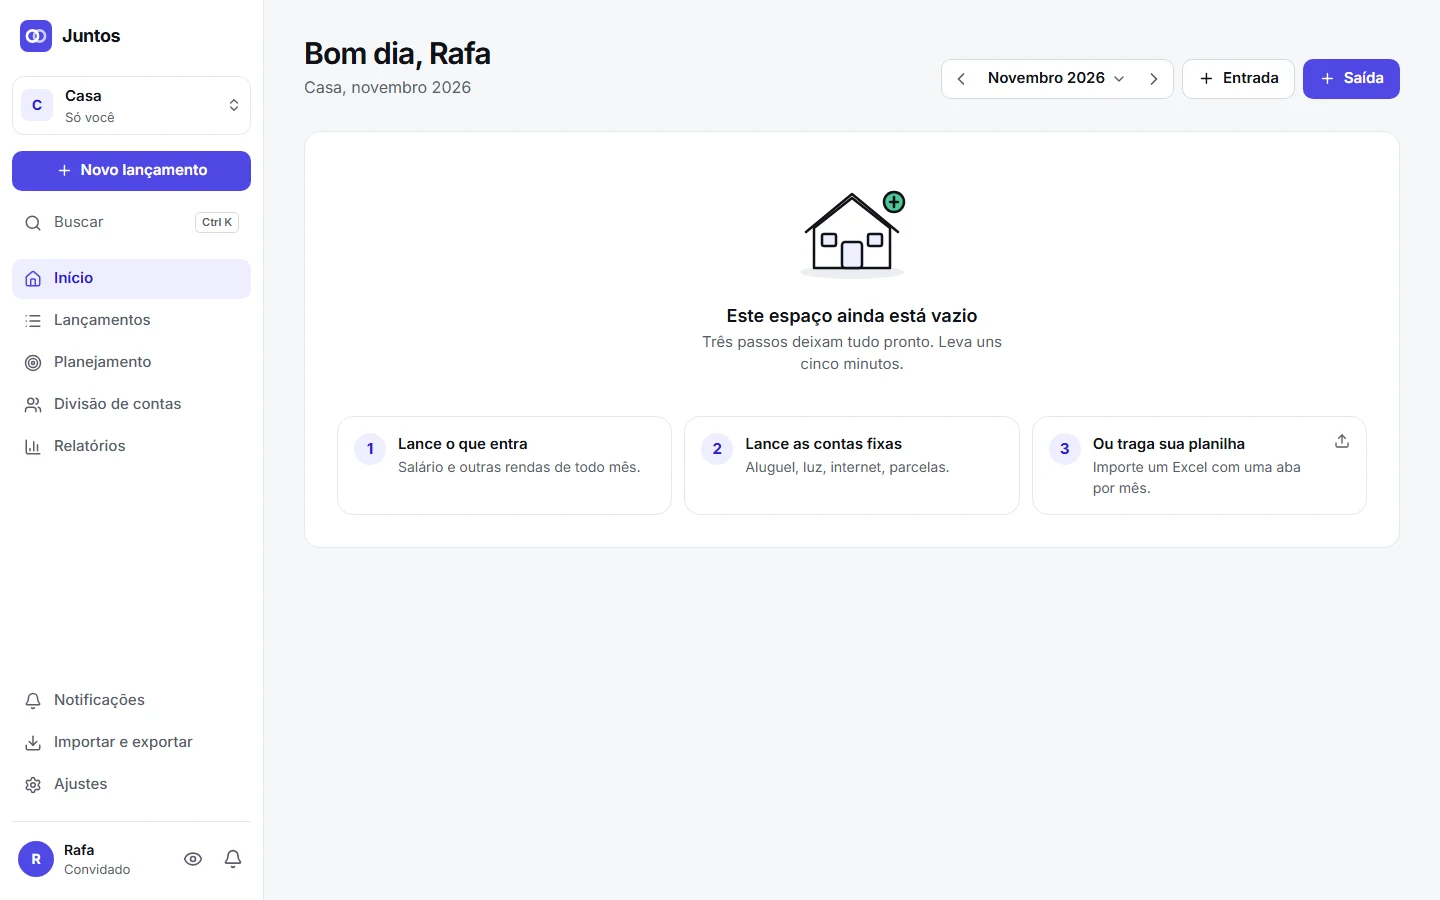 Juntos
C
Casa
Só você
Novo lançamento
Buscar
Ctrl K
Início
Lançamentos
Planejamento
Divisão de contas
Relatórios
Notificações
Importar e exportar
Ajustes
R
Rafa
Convidado
Bom dia, Rafa
Casa, novembro 2026
Novembro 2026
Entrada
Saída
Este espaço ainda está vazio
Três passos deixam tudo pronto. Leva uns
cinco minutos.
1
Lance o que entra
Salário e outras rendas de todo mês.
2
Lance as contas fixas
Aluguel, luz, internet, parcelas.
3
Ou traga sua planilha
Importe um Excel com uma aba
por mês.